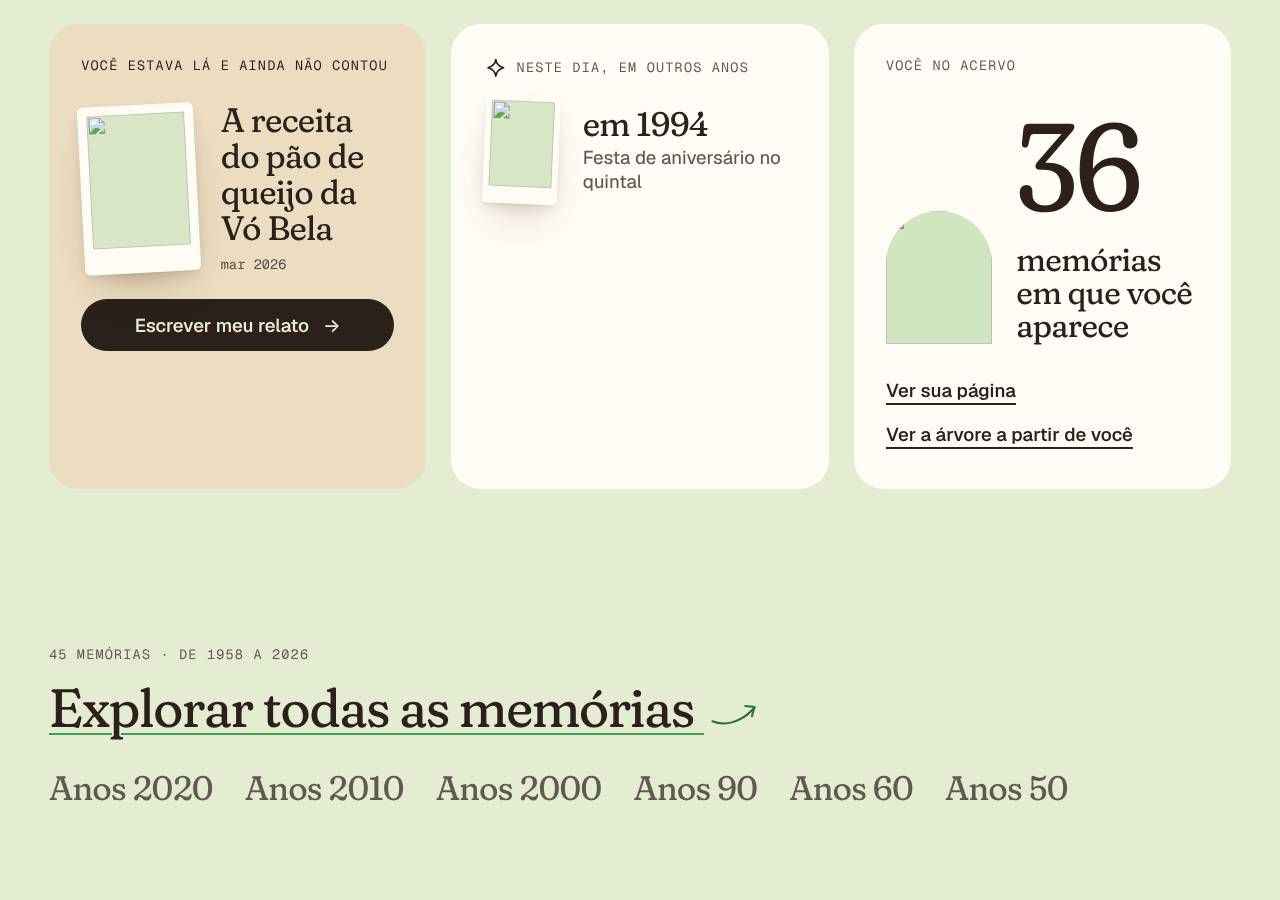 VOCÊ ESTAVA LÁ E AINDA NÃO CONTOU
A receita
do pão de
queijo da
Vó Bela
mar 2026
Escrever meu relato →
NESTE DIA, EM OUTROS ANOS
em 1994
Festa de aniversário no
quintal
VOCÊ NO ACERVO
36
memórias
em que você
aparece
Ver sua página
Ver a árvore a partir de você
45 MEMÓRIAS · DE 1958 A 2026
Explorar todas as memórias
Anos 2020 Anos 2010 Anos 2000 Anos 90 Anos 60 Anos 50